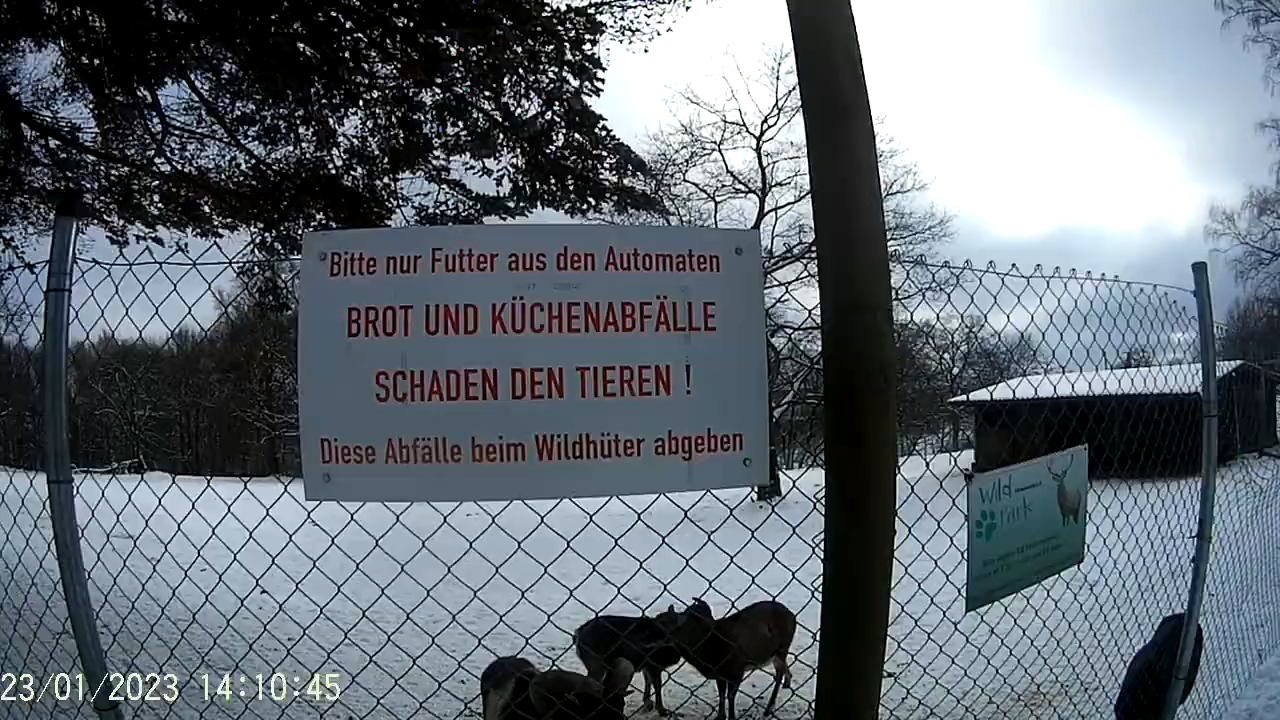 Bitte nur Futter aus den Automaten
BROT UND KÜCHENABFÄLLE
SCHADEN DEN TIEREN !
Diese Abfälle beim Wildhüter abgeben
Wild
Park
23/01/2023 14:10:45